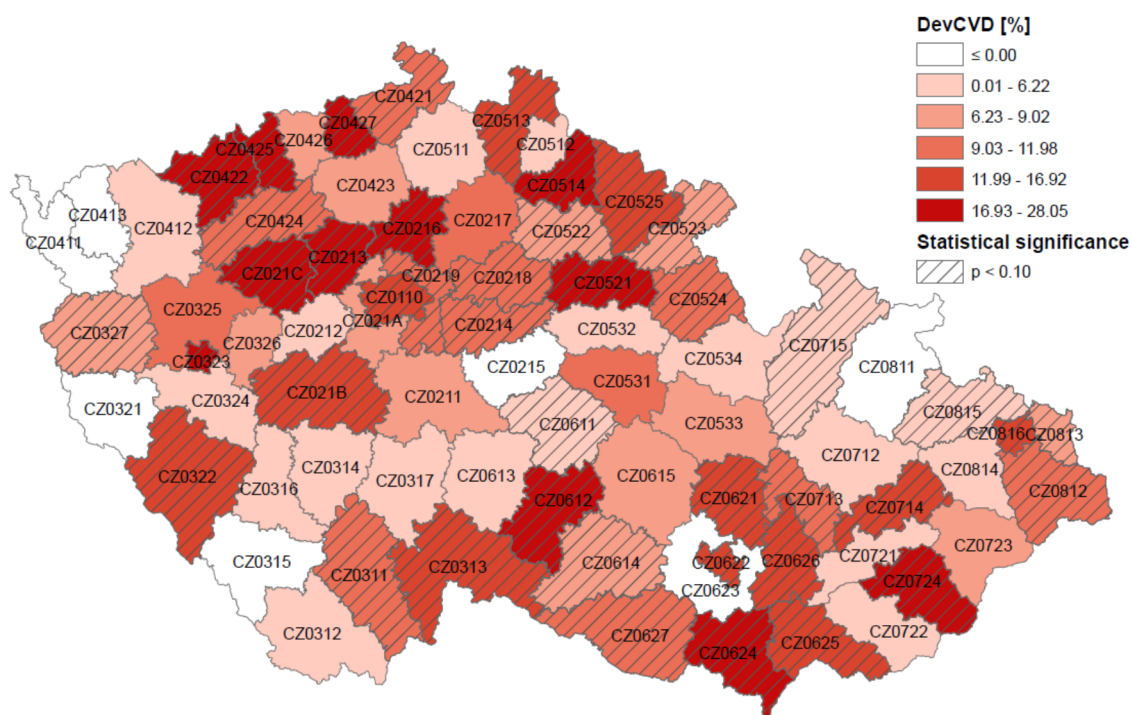 DevCVD [%]
≤ 0.00
0.01 - 6.22
6.23 - 9.02
9.03 - 11.98
11.99 - 16.92
16.93 - 28.05
Statistical significance
p < 0.10
CZ0421
CZ0427
CZ0513
CZ0426
CZ0512
CZ0425
CZ0511
CZ0422
CZ0514
CZ0423
CZ0525
CZ0413
CZ0424
CZ0217
CZ0412
CZ0216
CZ0523
CZ0522
CZ0411
CZ0213
CZ021C
CZ0219
CZ0218
CZ0521
CZ0110
CZ0524
CZ0325
CZ021A
CZ0214
CZ0212
CZ0532
CZ0327
CZ0326
CZ0715
CZ0323
CZ0534
CZ0215
CZ0811
CZ0531
CZ021B
CZ0211
CZ0324
CZ0321
CZ0815
CZ0611
CZ0533
CZ0816
CZ0813
CZ0712
CZ0314
CZ0814
CZ0322
CZ0613
CZ0317
CZ0316
CZ0615
CZ0812
CZ0621
CZ0612
CZ0713
CZ0714
CZ0723
CZ0721
CZ0315
CZ0614
CZ0622
CZ0626
CZ0313
CZ0311
CZ0724
CZ0623
CZ0312
CZ0722
CZ0627
CZ0625
CZ0624